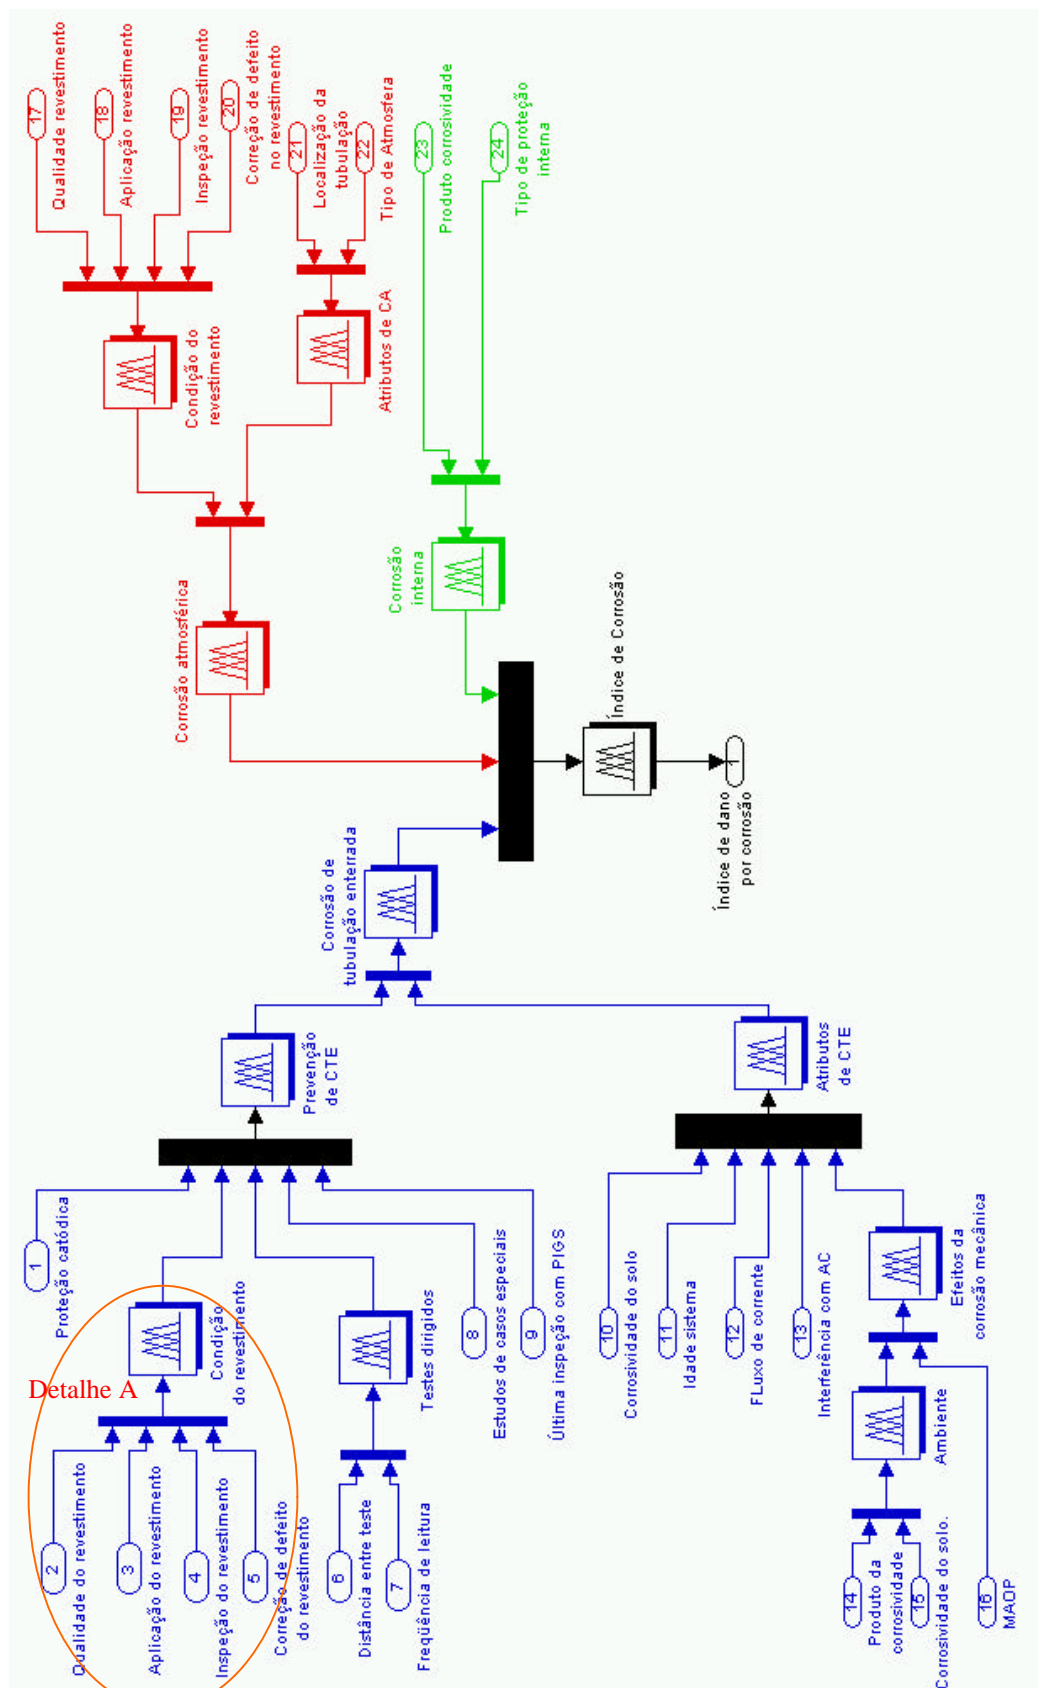 17
Qualidade revestimento
18
Aplicação revestimento
19
Inspeção revestimento
20
Correção de defeito
no revestimento
21
Localização da
tubulação
22
Tipo de Atmosfera
23
Produto corrosividade
24
Tipo de proteção
interna
Condição do
revestimento
Atributos de CA
Corrosão atmosférica
Corrosão
interna
Índice de Corrosão
1
Índice de dano
por corrosão
Corrosão de
tubulação enterrada
Prevenção
de CTE
Atributos
de CTE
1
Proteção catódica
Condição
do revestimento
Detalhe A
2
Qualidade do revestimento
3
Aplicação do revestimento
4
Inspeção do revestimento
5
Correção de defeito
do revestimento
Testes dirigidos
6
Distância entre teste
7
Freqüência de leitura
8
Estudos de casos especiais
9
Última inspeção com PIGS
10
Corrosividade do solo
11
Idade sistema
12
FLuxo de corrente
13
Interferência com AC
Efeitos da
corrosão mecânica
Ambiente
14
Produto da
corrosividade
15
Corrosividade do solo.
16
MAOP